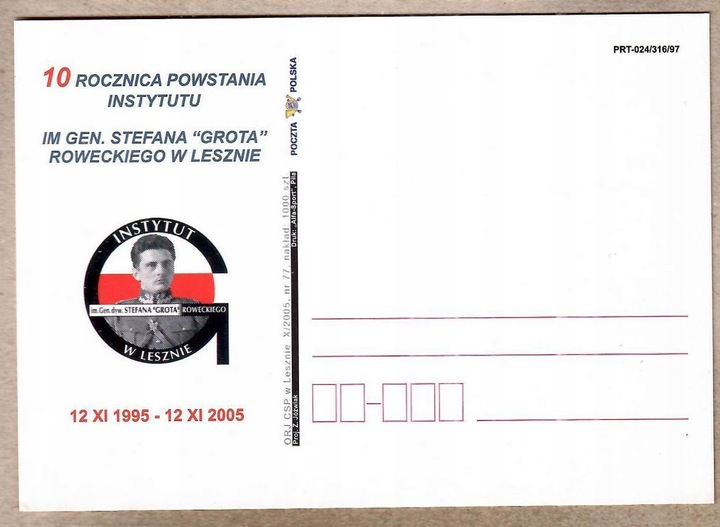 10 ROCZNICA POWSTANIA
INSTYTUTU
IM GEN. STEFANA “GROTA”
ROWECKIEGO W LESZNIE
INSTYTUT
im.Gen.dyw. STEFANA "GROTA" ROWECKIEGO
W LESZNIE
12 XI 1995 - 12 XI 2005
POCZTA POLSKA
ORJ CSP w Lesznie X/2005, nr 77 nakład 1000 szt.
Proj. Z. Jóźwiak
Druk: „Alfa-Sport", Piła
PRT-024/316/97